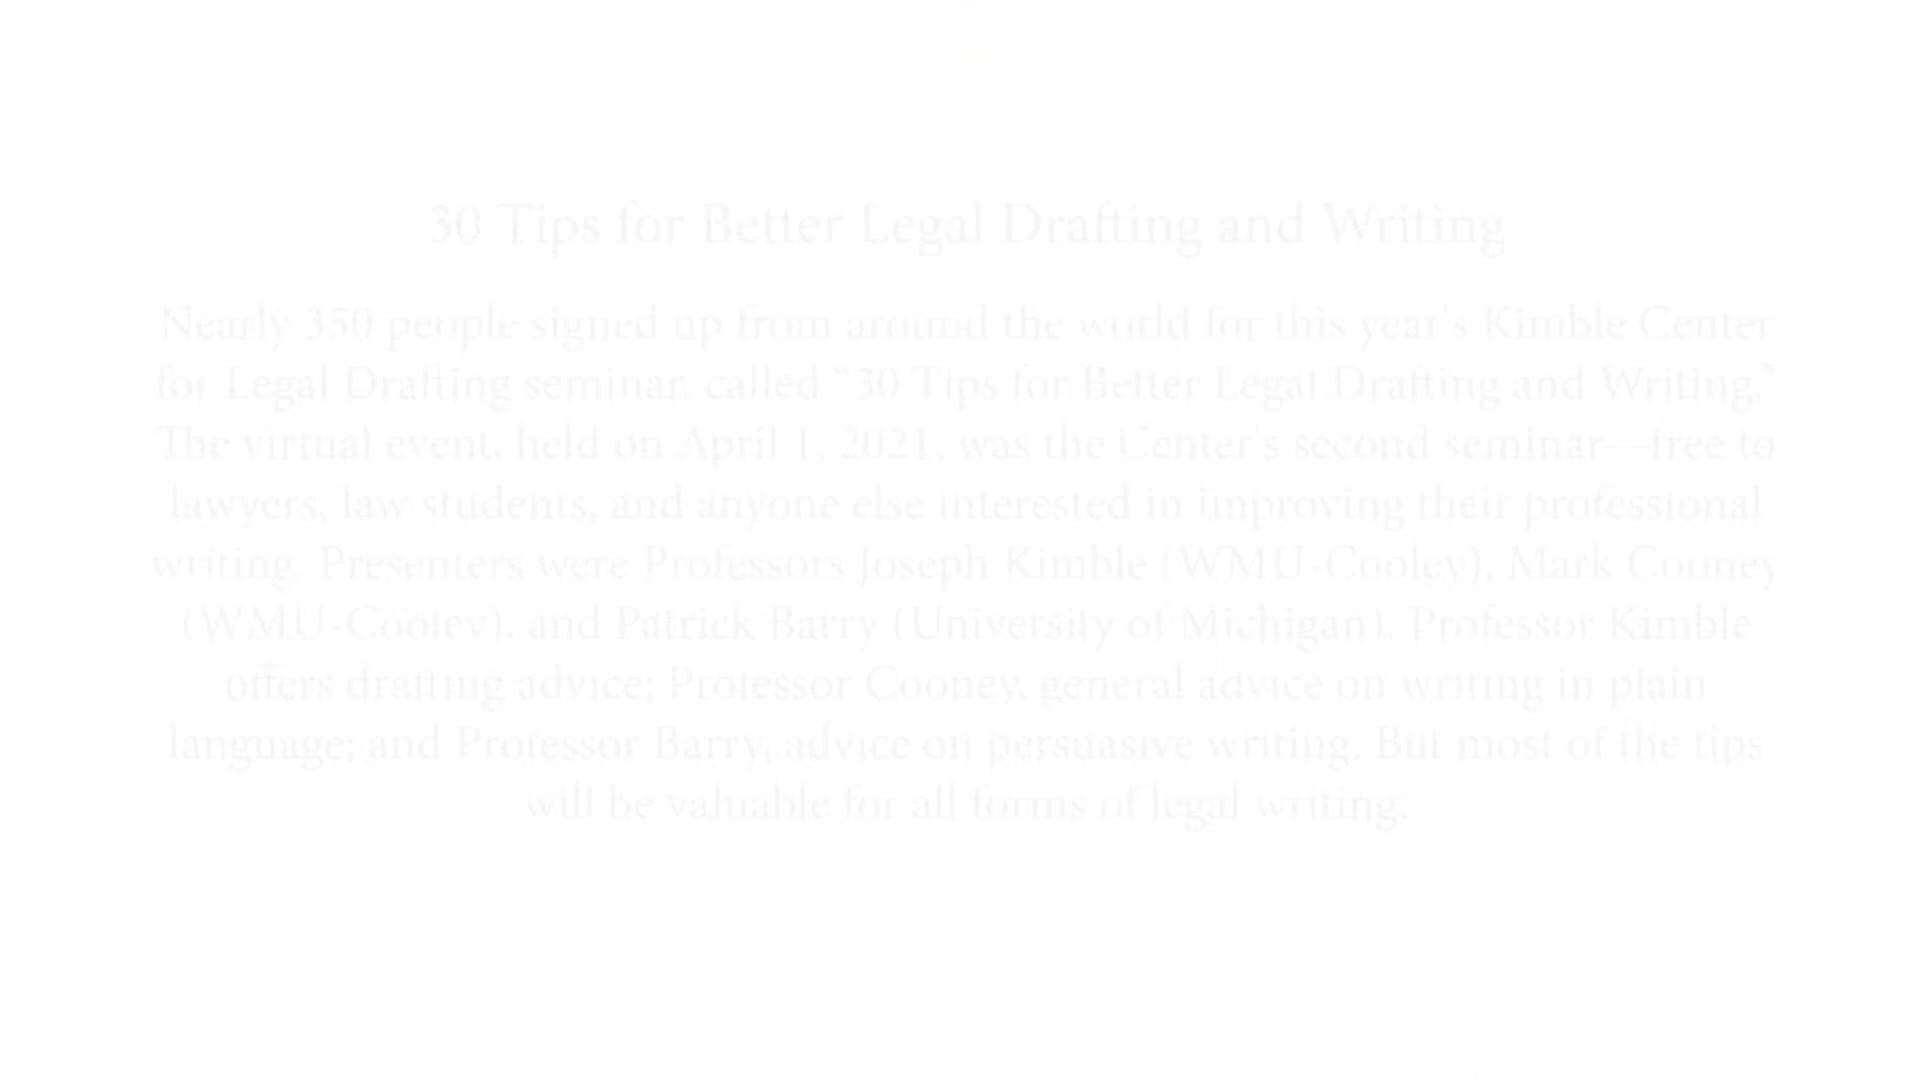 30 Tips for Better Legal Drafting and Writing
Nearly 350 people signed up from around the world for this year's Kimble Center
for Legal Drafting seminar, called “30 Tips for Better Legal Drafting and Writing.”
The virtual event, held on April 1, 2021, was the Center's second seminar—free to
lawyers, law students, and anyone else interested in improving their professional
writing. Presenters were Professors Joseph Kimble (WMU-Cooley), Mark Cooney
(WMU-Cooley), and Patrick Barry (University of Michigan). Professor Kimble
offers drafting advice; Professor Cooney, general advice on writing in plain
language; and Professor Barry, advice on persuasive writing. But most of the tips
will be valuable for all forms of legal writing.